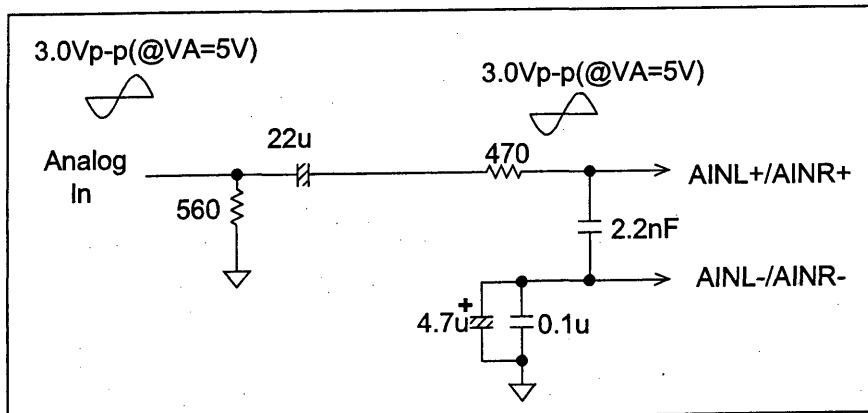 3.0Vp-p(@VA=5V)
3.0Vp-p(@VA=5V)
22u
470
Analog
In
AINL+/AINR+
560
2.2nF
AINL-/AINR-
+
4.7u
0.1u